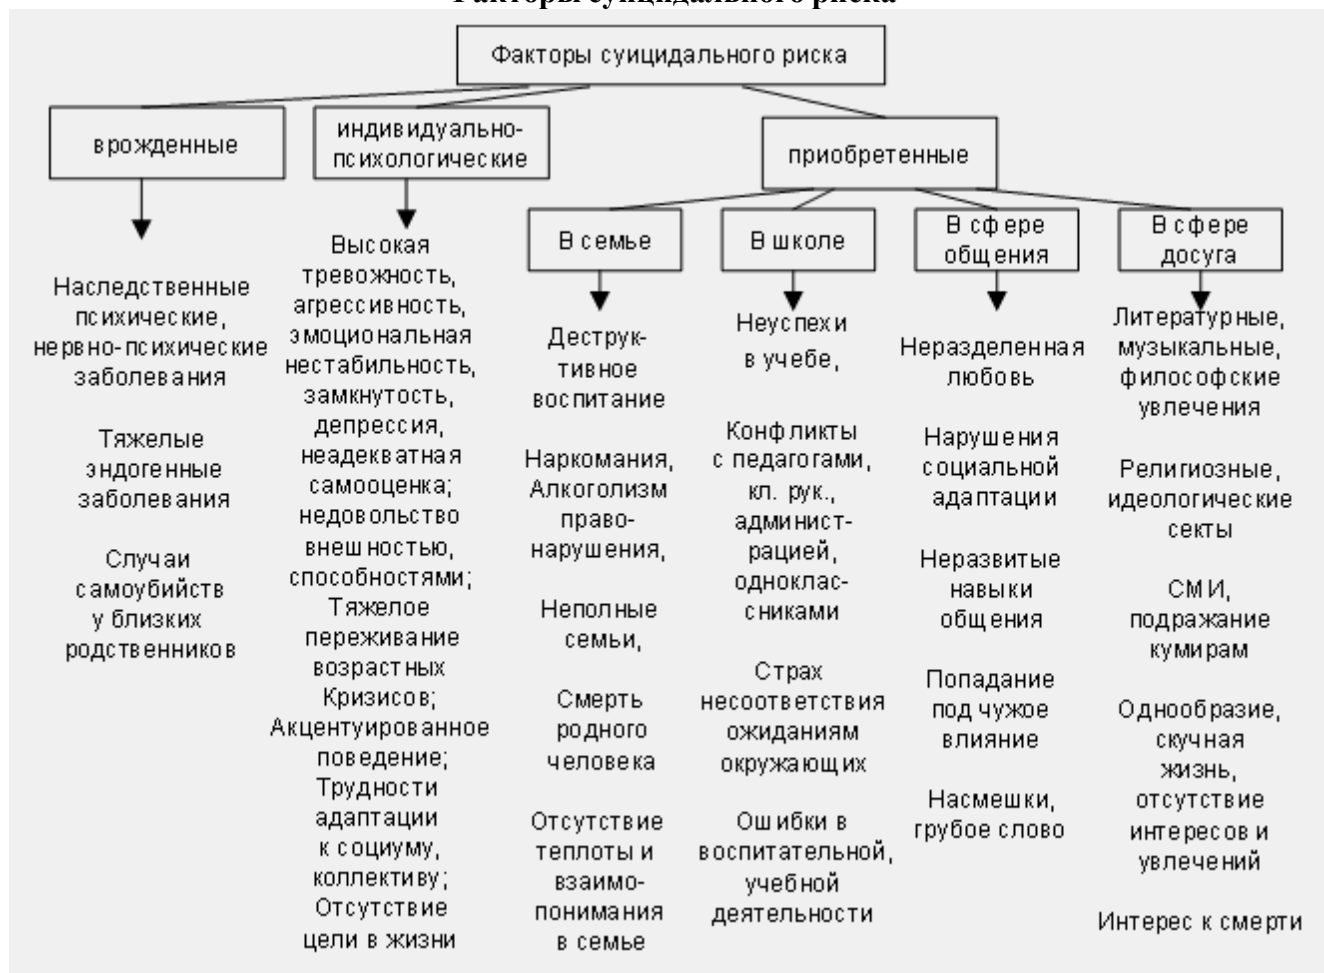 Факторы суицидального риска
Факторы суицидального риска
врожденные
Наследственные
психические,
нервно-психические
заболевания
Тяжелые
эндогенные
заболевания
Случаи
самоубийств
у близких
родственников
индивидуально-
психологические
Высокая
тревожность,
агрессивность,
эмоциональная
нестабильность,
замкнутость,
депрессия,
неадекватная
самооценка;
недовольство
внешностью,
способностями;
Тяжелое
переживание
возрастных
Кризисов;
Акцентуированное
поведение;
Трудности
адаптации
к социуму,
коллективу;
Отсутствие
цели в жизни
приобретенные
В семье
Деструк-
тивное
воспитание
Наркомания,
Алкоголизм
право-
нарушения,
Неполные
семьи,
Смерть
родного
человека
Отсутствие
теплоты и
взаимо-
понимания
в семье
В школе
Неуспехи
в учебе,
Конфликты
с педагогами,
кл. рук.,
админист-
рацией,
одноклас-
сниками
Страх
несоответствия
ожиданиям
окружающих
Ошибки в
воспитательной,
учебной
деятельности
В сфере
общения
Неразделенная
любовь
Нарушения
социальной
адаптации
Неразвитые
навыки
общения
Попадание
под чужое
влияние
Насмешки,
грубое слово
В сфере
досуга
Литературные,
музыкальные,
философские
увлечения
Религиозные,
идеологические
секты
СМИ,
подражание
кумирам
Однообразие,
скучная
жизнь,
отсутствие
интересов и
увлечений
Интерес к смерти